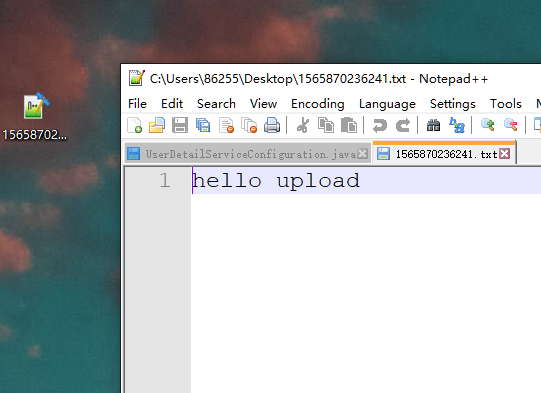 C:\Users\86255\Desktop\1565870236241.txt - Notepad++
File Edit Search View Encoding Language Settings Tools M
15658702...
UserDetailServiceConfiguration.java 1565870236241.txt
1 hello upload